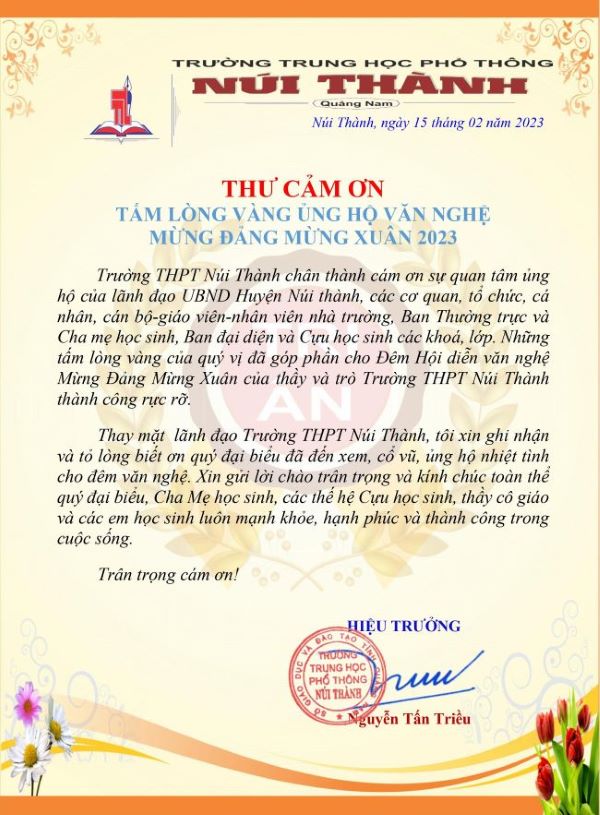 TRƯỜNG TRUNG HỌC PHỔ THÔNG
NÚI THÀNH
Quảng Nam
Núi Thành, ngày 15 tháng 02 năm 2023
THƯ CẢM ƠN
TẤM LÒNG VÀNG ỦNG HỘ VĂN NGHỆ
MỪNG ĐẢNG MỪNG XUÂN 2023
Trường THPT Núi Thành chân thành cám ơn sự quan tâm ủng
hộ của lãnh đạo UBND Huyện Núi thành, các cơ quan, tổ chức, cá
nhân, cán bộ-giáo viên-nhân viên nhà trường, Ban Thường trực và
Cha mẹ học sinh, Ban đại diện và Cựu học sinh các khoá, lớp. Những
tấm lòng vàng của quý vị đã góp phần cho Đêm Hội diễn văn nghệ
Mừng Đảng Mừng Xuân của thầy và trò Trường THPT Núi Thành
thành công rực rỡ.
Thay mặt lãnh đạo Trường THPT Núi Thành, tôi xin ghi nhận
và tỏ lòng biết ơn quý đại biểu đã đến xem, cổ vũ, ủng hộ nhiệt tình
cho đêm văn nghệ. Xin gửi lời chào trân trọng và kính chúc toàn thể
quý đại biểu, Cha Mẹ học sinh, các thế hệ Cựu học sinh, thầy cô giáo
và các em học sinh luôn mạnh khỏe, hạnh phúc và thành công trong
cuộc sống.
Trân trọng cảm ơn!
TRI
ÂN
HIỆU TRƯỞNG
SỞ GIÁO DỤC VÀ ĐÀO TẠO TỈNH
TRƯỜNG
TRUNG HỌC
PHỔ THÔNG
NÚI THÀNH
Nguyễn Tấn Triều